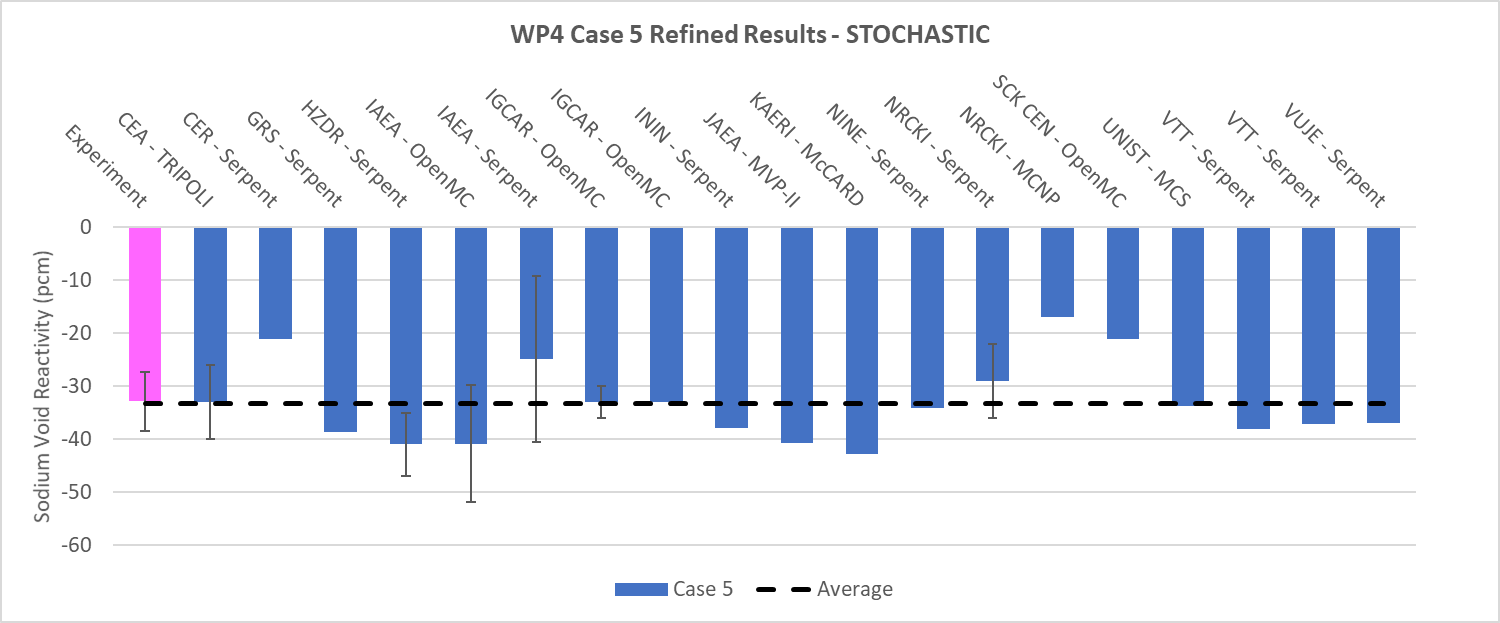 WP4 Case 5 Refined Results - STOCHASTIC
Experiment
CEA - TRIPOLI
CER - Serpent
GRS - Serpent
HZDR - Serpent
IAEA - OpenMC
IAEA - Serpent
IGCAR - OpenMC
IGCAR - OpenMC
ININ - Serpent
JAEA - MVP-II
KAERI - McCARD
NINE - Serpent
NRCKI - Serpent
NRCKI - MCNP
SCK CEN - OpenMC
UNIST - MCS
VTT - Serpent
VTT - Serpent
VUJE - Serpent
Sodium Void Reactivity (pcm)
0
-10
-20
-30
-40
-50
-60
Case 5
Average